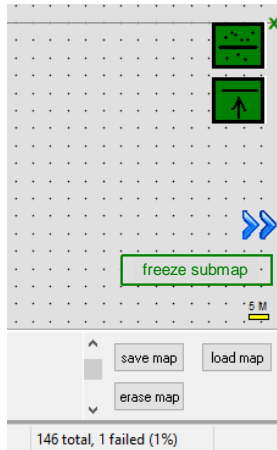 X
freeze submap
5 M
save map
load map
erase map
146 total, 1 failed (1%)